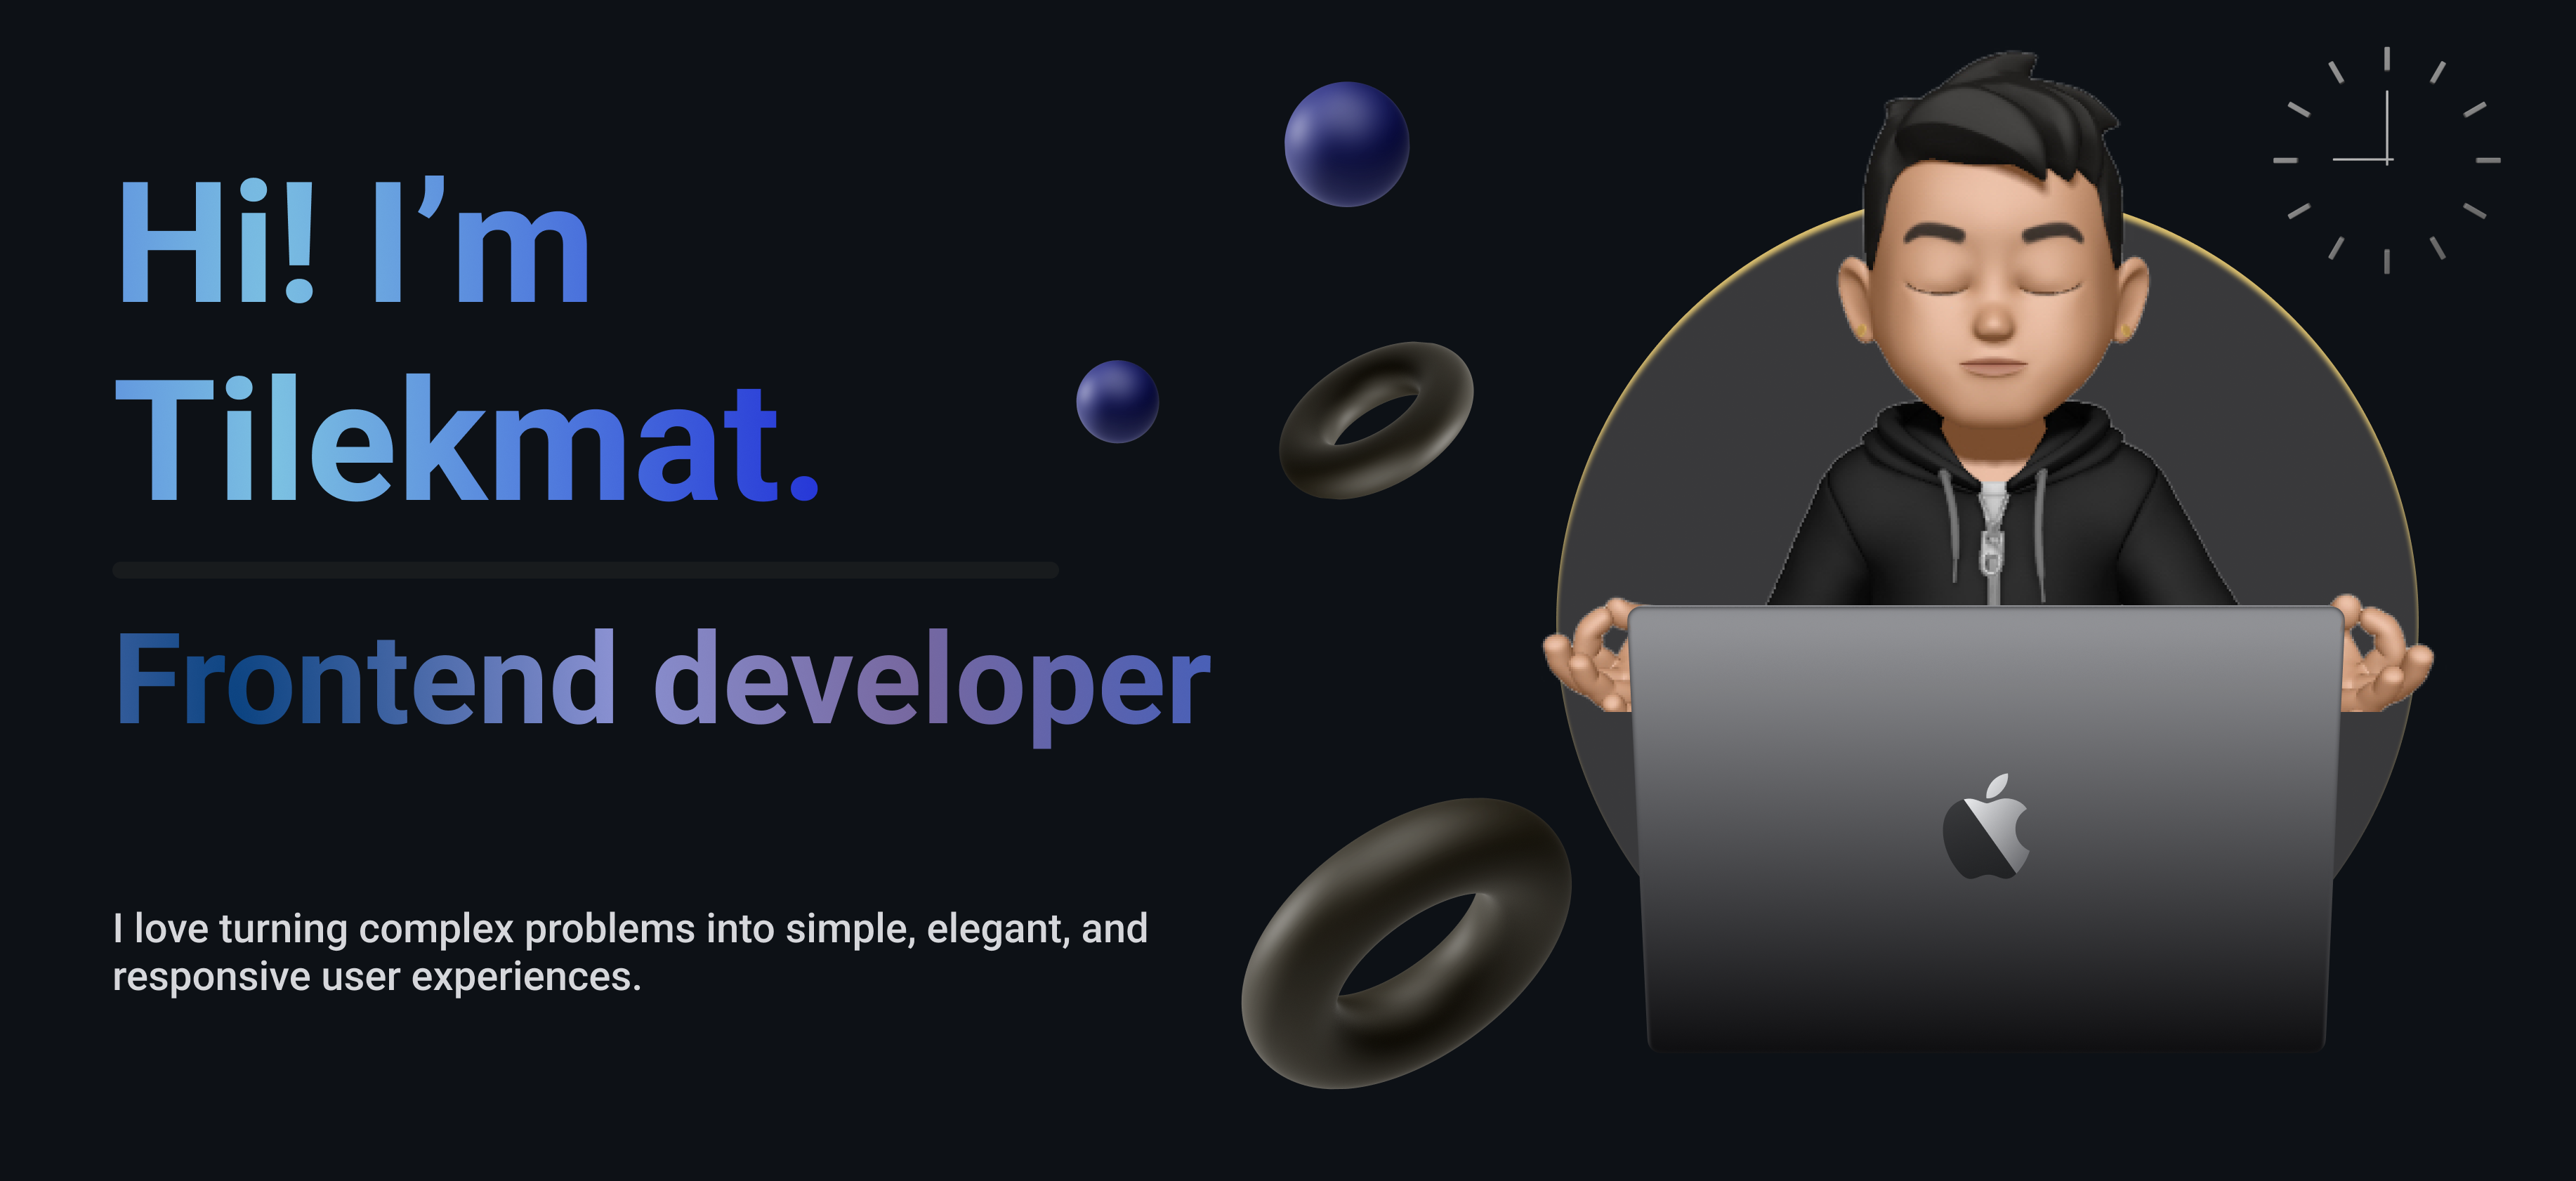 Hi! I’m
Tilekmat.
Frontend developer
I love turning complex problems into simple, elegant, and
responsive user experiences.